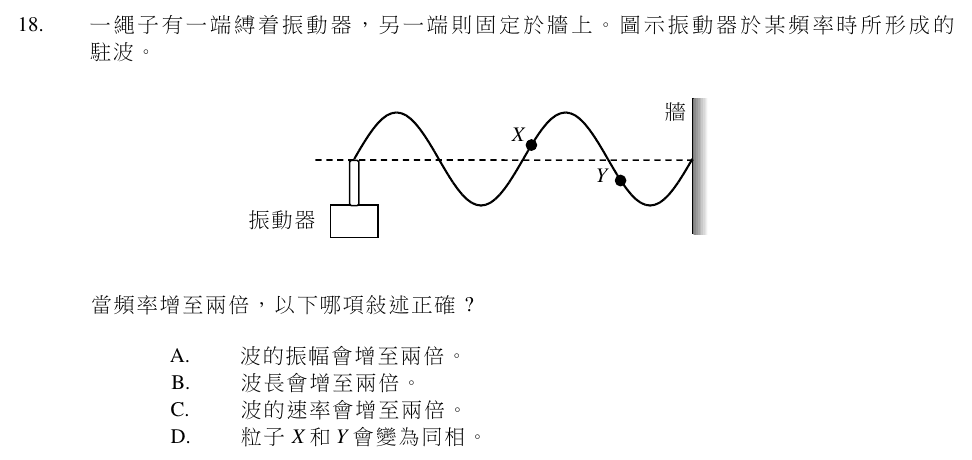 18. 一繩子有一端縛着振動器，另一端則固定於牆上。圖示振動器於某頻率時所形成的
駐波。
牆
X
Y
振動器
當頻率增至兩倍，以下哪項敍述正確？
A. 波的振幅會增至兩倍。
B. 波長會增至兩倍。
C. 波的速率會增至兩倍。
D. 粒子 X 和 Y 會變為同相。